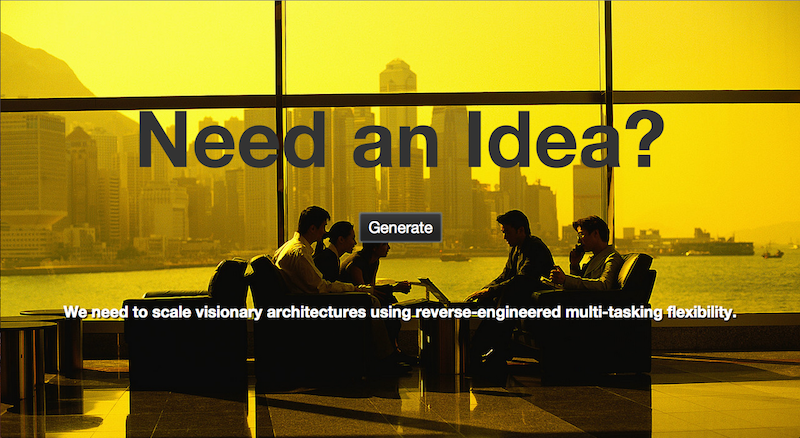 Need an Idea?
Generate
We need to scale visionary architectures using reverse-engineered multi-tasking flexibility.